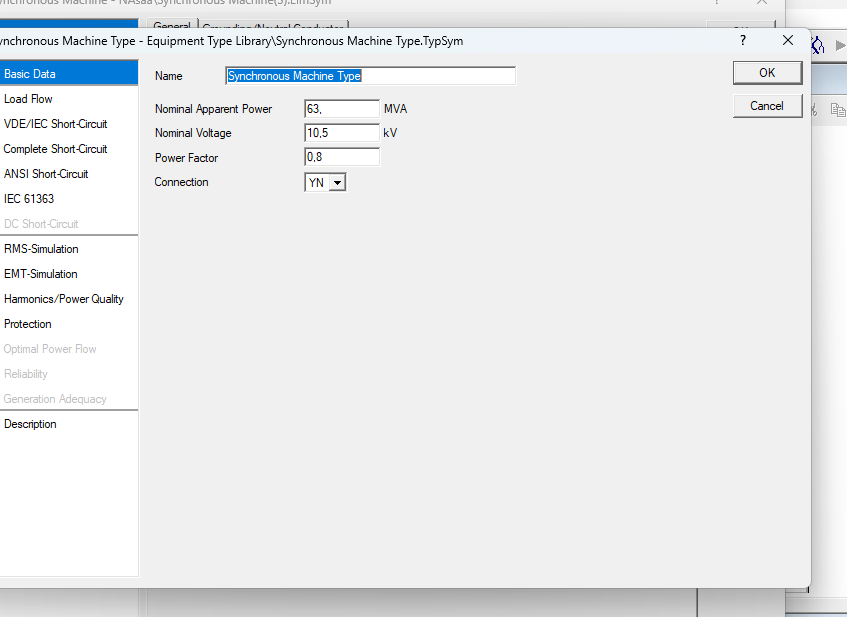 General
ynchronous Machine Type - Equipment Type Library\Synchronous Machine Type.TypSym
?
Basic Data
Load Flow
VDE/IEC Short-Circuit
Complete Short-Circuit
ANSI Short-Circuit
IEC 61363
DC Short-Circuit
RMS-Simulation
EMT-Simulation
Harmonics/Power Quality
Protection
Optimal Power Flow
Reliability
Generation Adequacy
Description
Name Synchronous Machine Type
Nominal Apparent Power 63, MVA
Nominal Voltage 10,5 kV
Power Factor 0,8
Connection YN
OK
Cancel